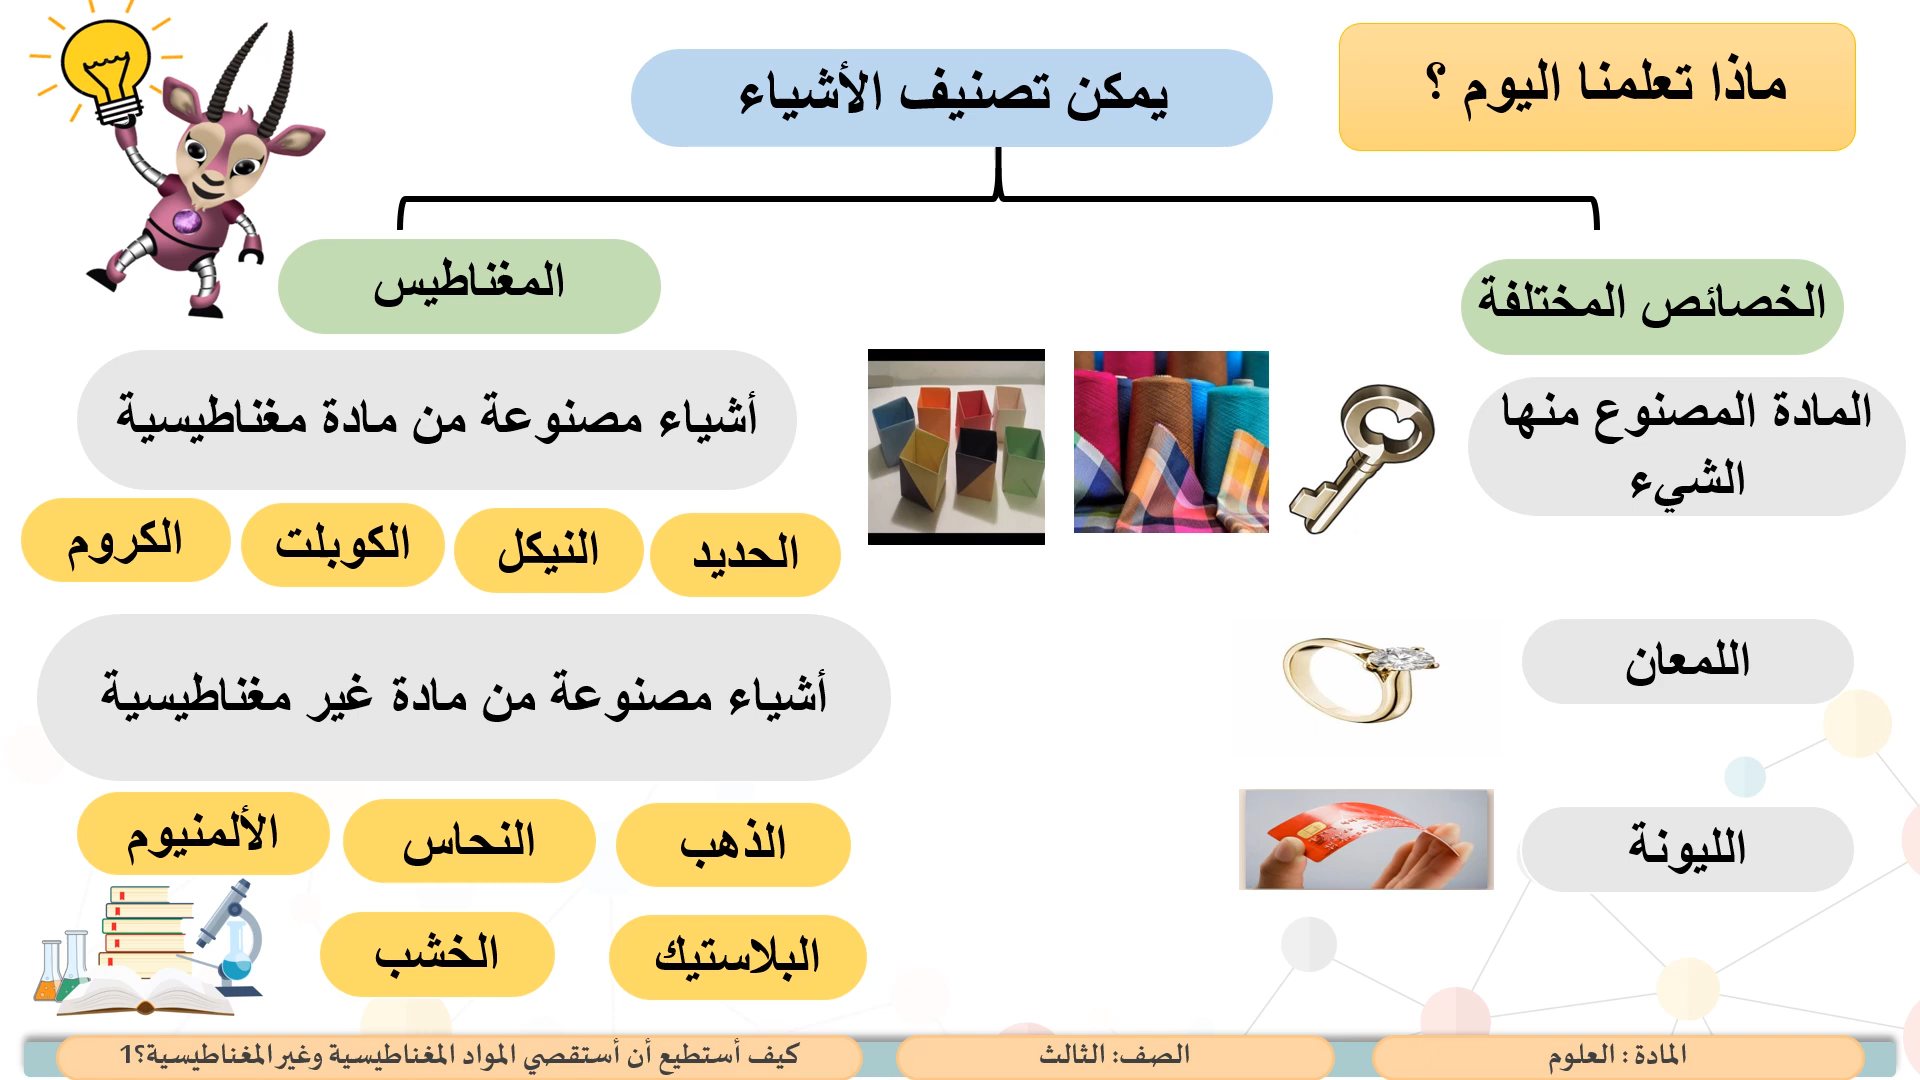 ماذا تعلمنا اليوم ؟
يمكن تصنيف الأشياء
الخصائص المختلفة
المادة المصنوع منها
الشيء
اللمعان
الليونة
المغناطيس
أشياء مصنوعة من مادة مغناطيسية
الحديد
النيكل
الكوبلت
الكروم
أشياء مصنوعة من مادة غير مغناطيسية
الذهب
النحاس
الألمنيوم
البلاستيك
الخشب
المادة : العلوم
الصف: الثالث
كيف أستطيع أن أستقصي المواد المغناطيسية وغير المغناطيسية؟1